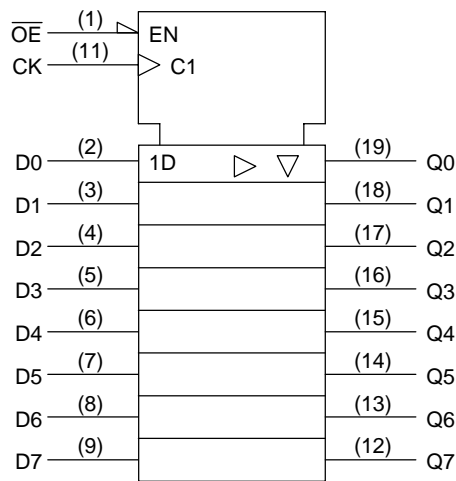 O̅E̅ (1) EN
CK (11) C1
D0 (2) 1D (19) Q0
D1 (3) (18) Q1
D2 (4) (17) Q2
D3 (5) (16) Q3
D4 (6) (15) Q4
D5 (7) (14) Q5
D6 (8) (13) Q6
D7 (9) (12) Q7